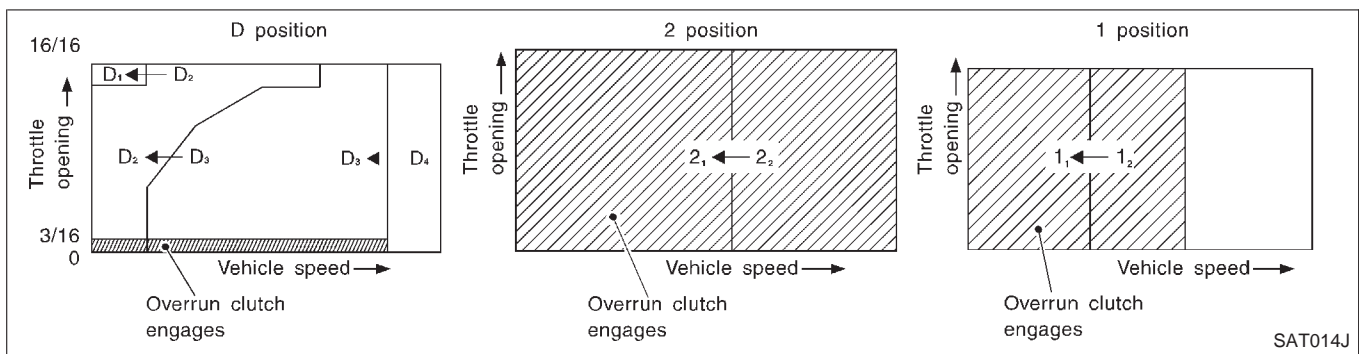 D position
16/16
Throttle opening
D₁ ← D₂
D₂ ← D₃
D₃ ◄ D₄
3/16
0
Vehicle speed →
Overrun clutch
engages
2 position
Throttle
opening
2₁ ← 2₂
Vehicle speed →
Overrun clutch
engages
1 position
Throttle
opening
1₁ ← 1₂
Vehicle speed →
Overrun clutch
engages
SAT014J